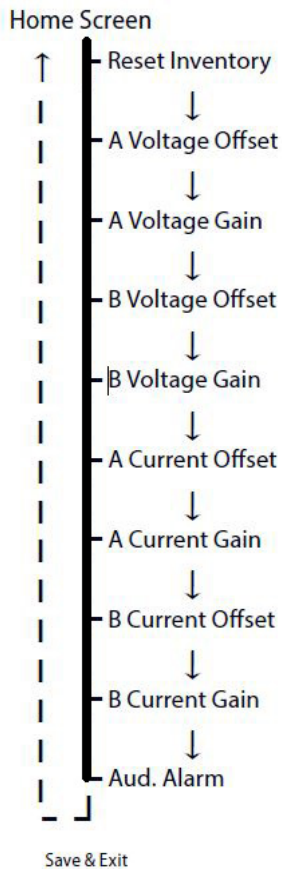 Home Screen
Reset Inventory
A Voltage Offset
A Voltage Gain
B Voltage Offset
B Voltage Gain
A Current Offset
A Current Gain
B Current Offset
B Current Gain
Aud. Alarm
Save & Exit